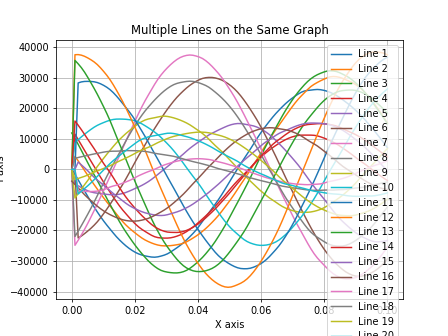 Multiple Lines on the Same Graph
40000
30000
20000
10000
0
−10000
−20000
−30000
−40000
0.00 0.02 0.04 0.06
X axis
Line 1
Line 2
Line 3
Line 4
Line 5
Line 6
Line 7
Line 8
Line 9
Line 10
Line 11
Line 12
Line 13
Line 14
Line 15
Line 16
Line 17
Line 18
Line 19
Line 20